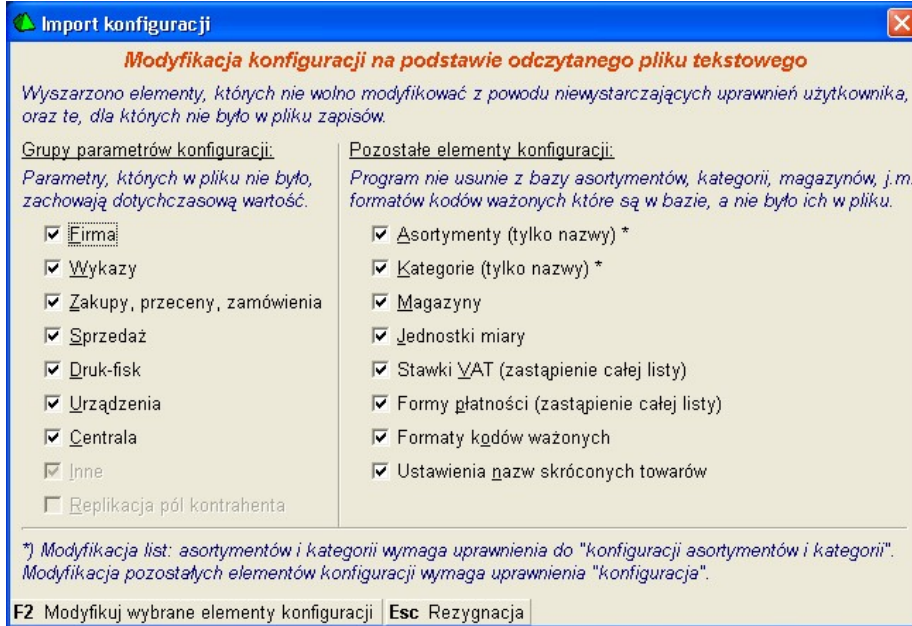 Import konfiguracji
Modyfikacja konfiguracji na podstawie odczytanego pliku tekstowego
Wyszarzono elementy, których nie wolno modyfikować z powodu niewystarczających uprawnień użytkownika,
oraz te, dla których nie było w pliku zapisów.
Grupy parametrów konfiguracji:
Parametry, których w pliku nie było,
zachowają dotychczasową wartość.
Firma
Wykazy
Zakupy, przeceny, zamówienia
Sprzedaż
Druk-fisk
Urządzenia
Centrala
Inne
Replikacja pól kontrahenta
Pozostałe elementy konfiguracji:
Program nie usunie z bazy asortymentów, kategorii, magazynów, j.m.
formatów kodów ważonych które są w bazie, a nie było ich w pliku.
Asortymenty (tylko nazwy) *
Kategorie (tylko nazwy) *
Magazyny
Jednostki miary
Stawki VAT (zastąpienie całej listy)
Formy płatności (zastąpienie całej listy)
Formaty kodów ważonych
Ustawienia nazw skróconych towarów
*) Modyfikacja list: asortymentów i kategorii wymaga uprawnienia do "konfiguracji asortymentów i kategorii".
Modyfikacja pozostałych elementów konfiguracji wymaga uprawnienia "konfiguracja".
F2 Modyfikuj wybrane elementy konfiguracji Esc Rezygnacja